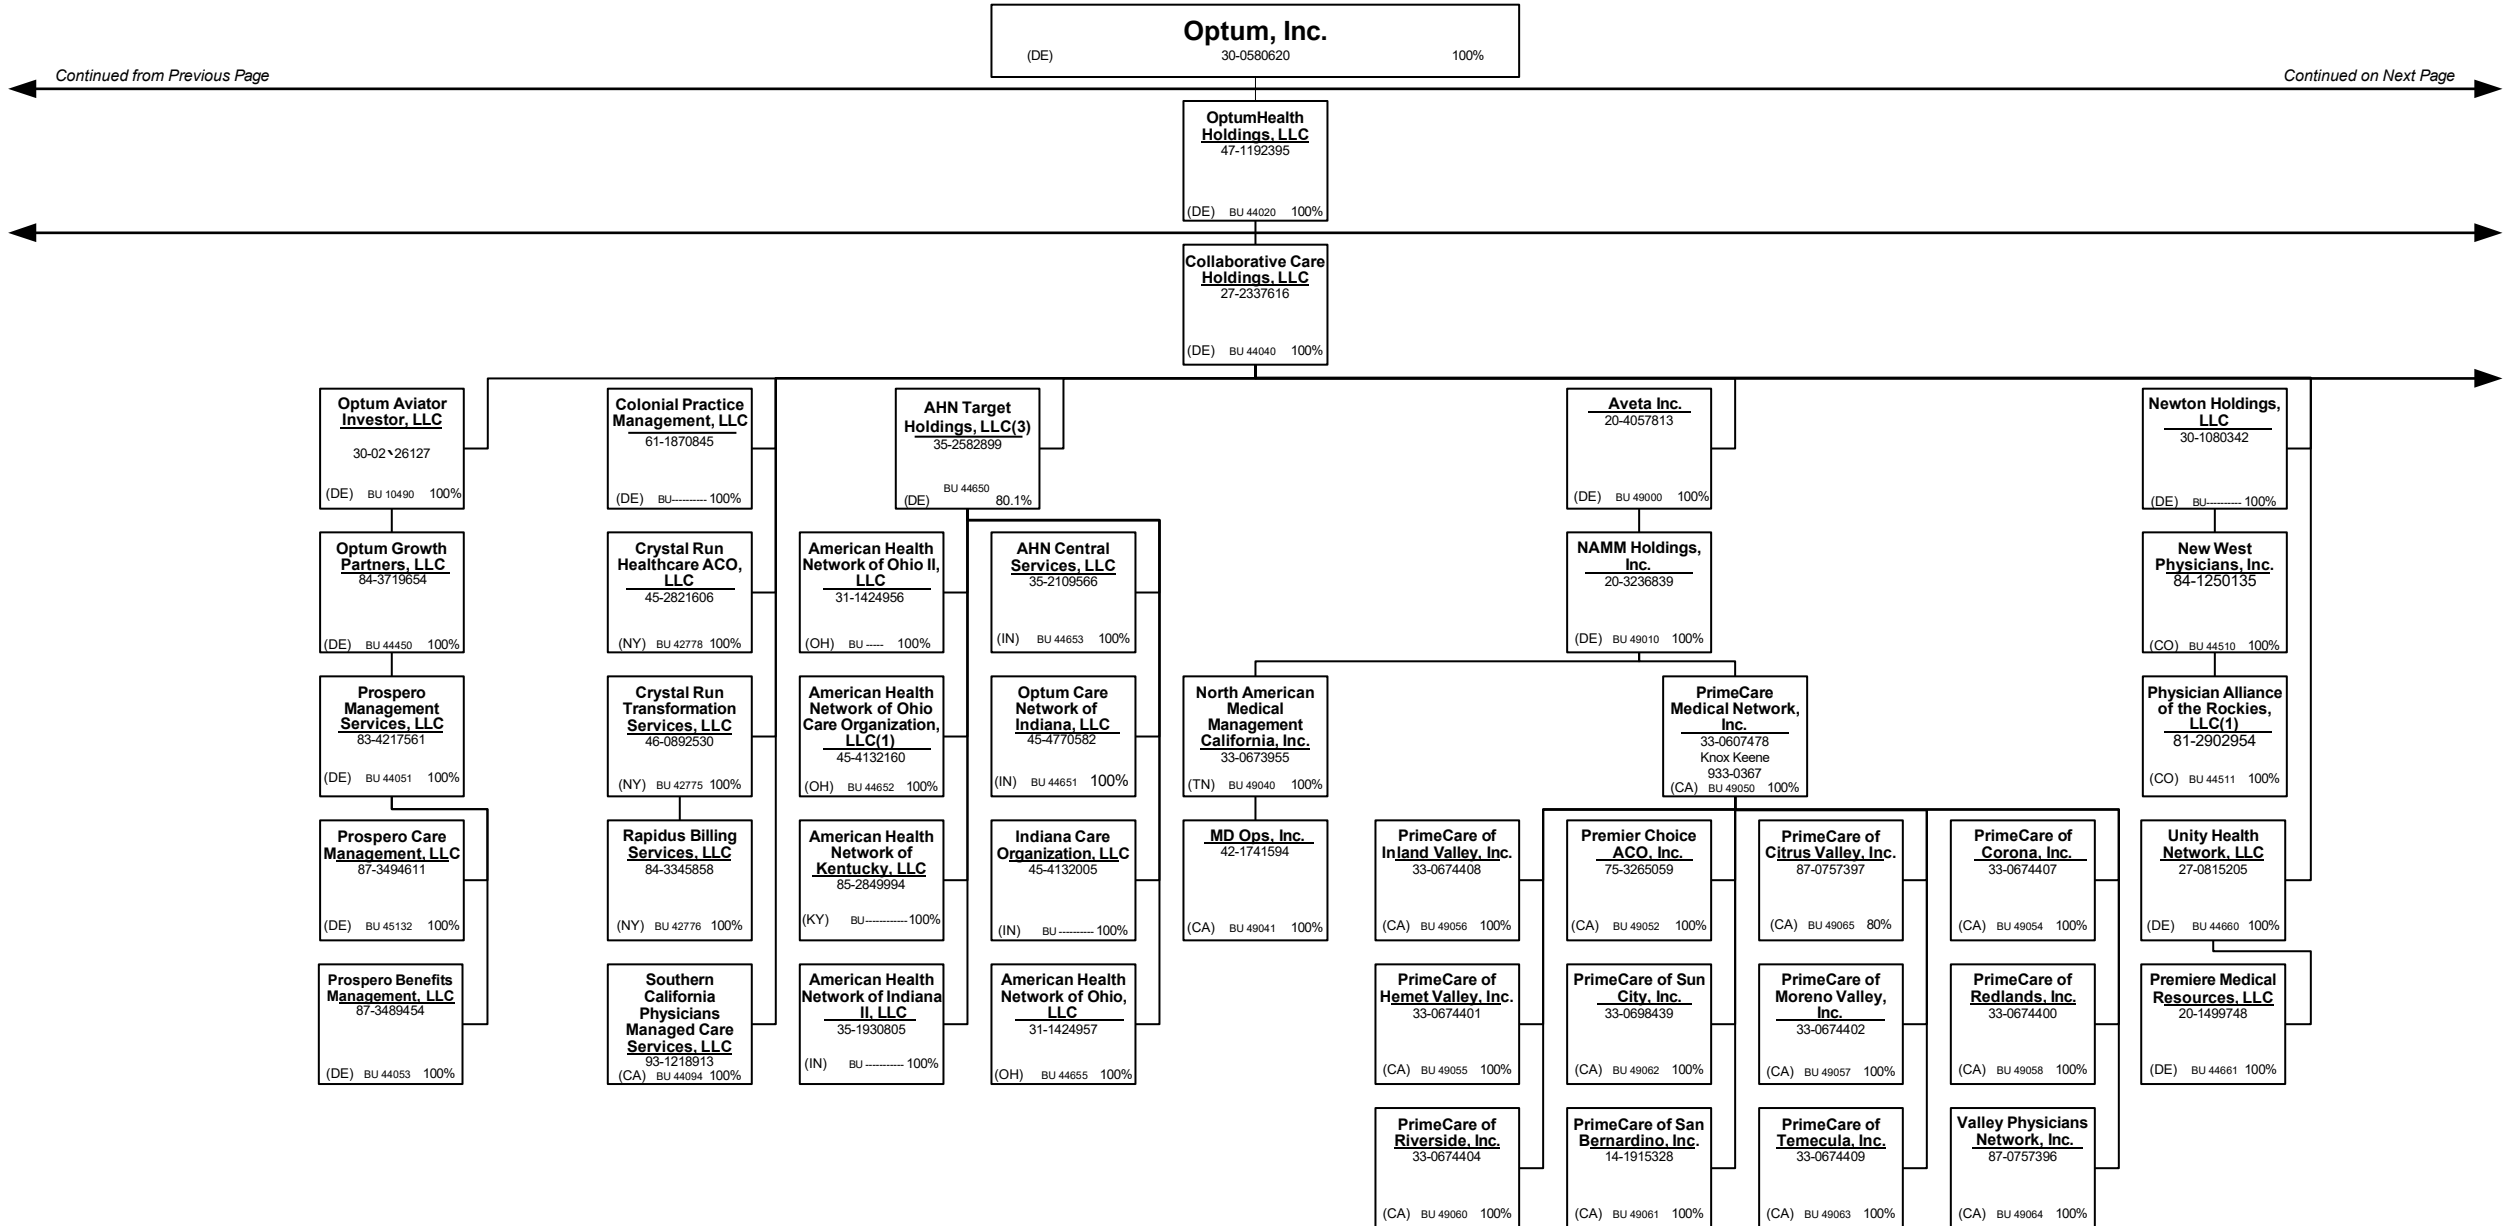 Optum, Inc.
(DE) 30-0580620 100%
Continued from Previous Page
Continued on Next Page
OptumHealth
Holdings, LLC
47-1192395
(DE) BU 44020 100%
Collaborative Care
Holdings, LLC
27-2337616
(DE) BU 44040 100%
Optum Aviator
Investor, LLC
30-02`26127
(DE) BU 10490 100%
Colonial Practice
Management, LLC
61-1870845
(DE) BU---------- 100%
AHN Target
Holdings, LLC(3)
35-2582899
BU 44650
(DE) 80.1%
Aveta Inc.
20-4057813
(DE) BU 49000 100%
Newton Holdings,
LLC
30-1080342
(DE) BU---------- 100%
Optum Growth
Partners, LLC
84-3719654
(DE) BU 44450 100%
Crystal Run
Healthcare ACO,
LLC
45-2821606
(NY) BU 42778 100%
American Health
Network of Ohio II,
LLC
31-1424956
(OH) BU ----- 100%
AHN Central
Services, LLC
35-2109566
(IN) BU 44653 100%
NAMM Holdings,
Inc.
20-3236839
(DE) BU 49010 100%
New West
Physicians, Inc.
84-1250135
(CO) BU 44510 100%
Prospero
Management
Services, LLC
83-4217561
(DE) BU 44051 100%
Crystal Run
Transformation
Services, LLC
46-0892530
(NY) BU 42775 100%
American Health
Network of Ohio
Care Organization,
LLC(1)
45-4132160
(OH) BU 44652 100%
Optum Care
Network of
Indiana, LLC
45-4770582
(IN) BU 44651 100%
North American
Medical
Management
California, Inc.
33-0673955
(TN) BU 49040 100%
PrimeCare
Medical Network,
Inc.
33-0607478
Knox Keene
933-0367
(CA) BU 49050 100%
Physician Alliance
of the Rockies,
LLC(1)
81-2902954
(CO) BU 44511 100%
Prospero Care
Management, LLC
87-3494611
(DE) BU 45132 100%
Rapidus Billing
Services, LLC
84-3345858
(NY) BU 42776 100%
American Health
Network of
Kentucky, LLC
85-2849994
(KY) BU------------ 100%
Indiana Care
Organization, LLC
45-4132005
(IN) BU ---------- 100%
MD Ops, Inc.
42-1741594
(CA) BU 49041 100%
PrimeCare of
Inland Valley, Inc.
33-0674408
(CA) BU 49056 100%
Premier Choice
ACO, Inc.
75-3265059
(CA) BU 49052 100%
PrimeCare of
Citrus Valley, Inc.
87-0757397
(CA) BU 49065 80%
PrimeCare of
Corona, Inc.
33-0674407
(CA) BU 49054 100%
Unity Health
Network, LLC
27-0815205
(DE) BU 44660 100%
Prospero Benefits
Management, LLC
87-3489454
(DE) BU 44053 100%
Southern
California
Physicians
Managed Care
Services, LLC
93-1218913
(CA) BU 44094 100%
American Health
Network of Indiana
II, LLC
35-1930805
(IN) BU ----------- 100%
American Health
Network of Ohio,
LLC
31-1424957
(OH) BU 44655 100%
PrimeCare of
Hemet Valley, Inc.
33-0674401
(CA) BU 49055 100%
PrimeCare of Sun
City, Inc.
33-0698439
(CA) BU 49062 100%
PrimeCare of
Moreno Valley,
Inc.
33-0674402
(CA) BU 49057 100%
PrimeCare of
Redlands, Inc.
33-0674400
(CA) BU 49058 100%
Premiere Medical
Resources, LLC
20-1499748
(DE) BU 44661 100%
PrimeCare of
Riverside, Inc.
33-0674404
(CA) BU 49060 100%
PrimeCare of San
Bernardino, Inc.
14-1915328
(CA) BU 49061 100%
PrimeCare of
Temecula, Inc.
33-0674409
(CA) BU 49063 100%
Valley Physicians
Network, Inc.
87-0757396
(CA) BU 49064 100%